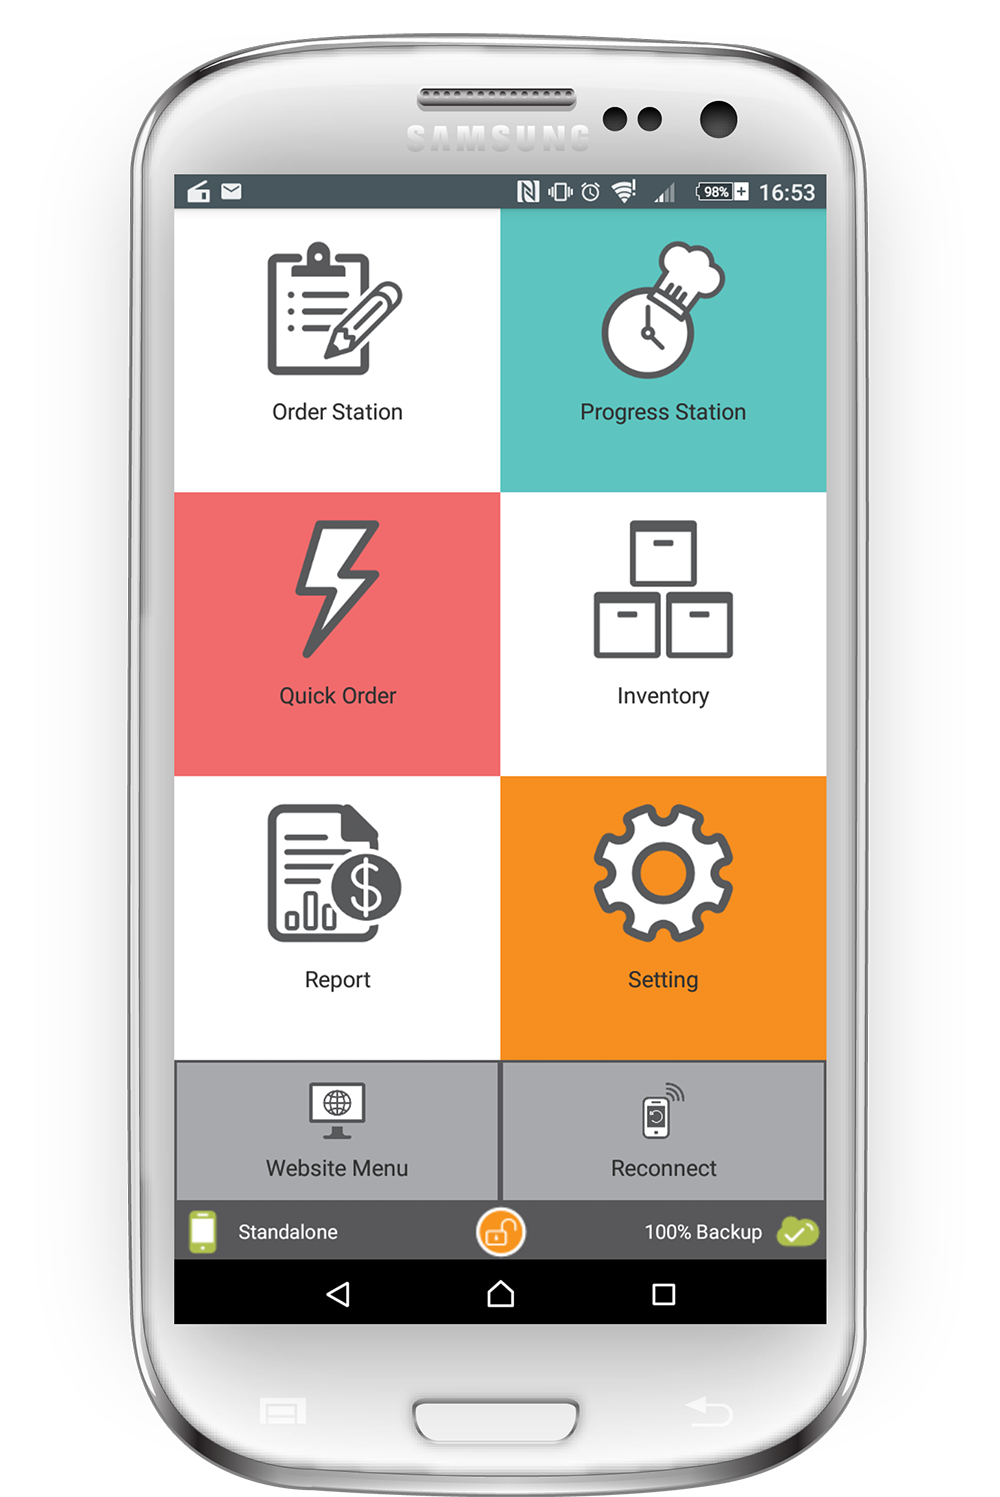 SAMSUNG
98% 16:53
Order Station
Progress Station
Quick Order
Inventory
Report
Setting
Website Menu
Reconnect
Standalone
100% Backup